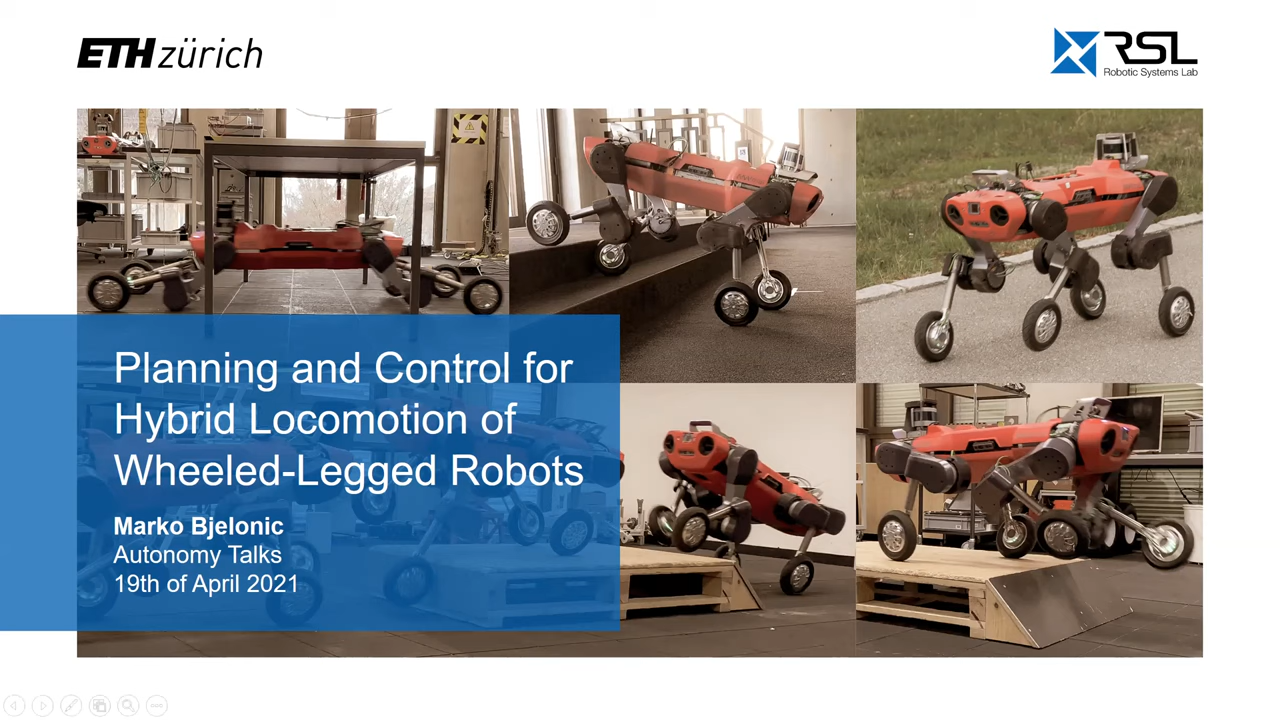 ETH zürich
RSL
Robotic Systems Lab
Planning and Control for
Hybrid Locomotion of
Wheeled-Legged Robots
Marko Bjelonic
Autonomy Talks
19th of April 2021